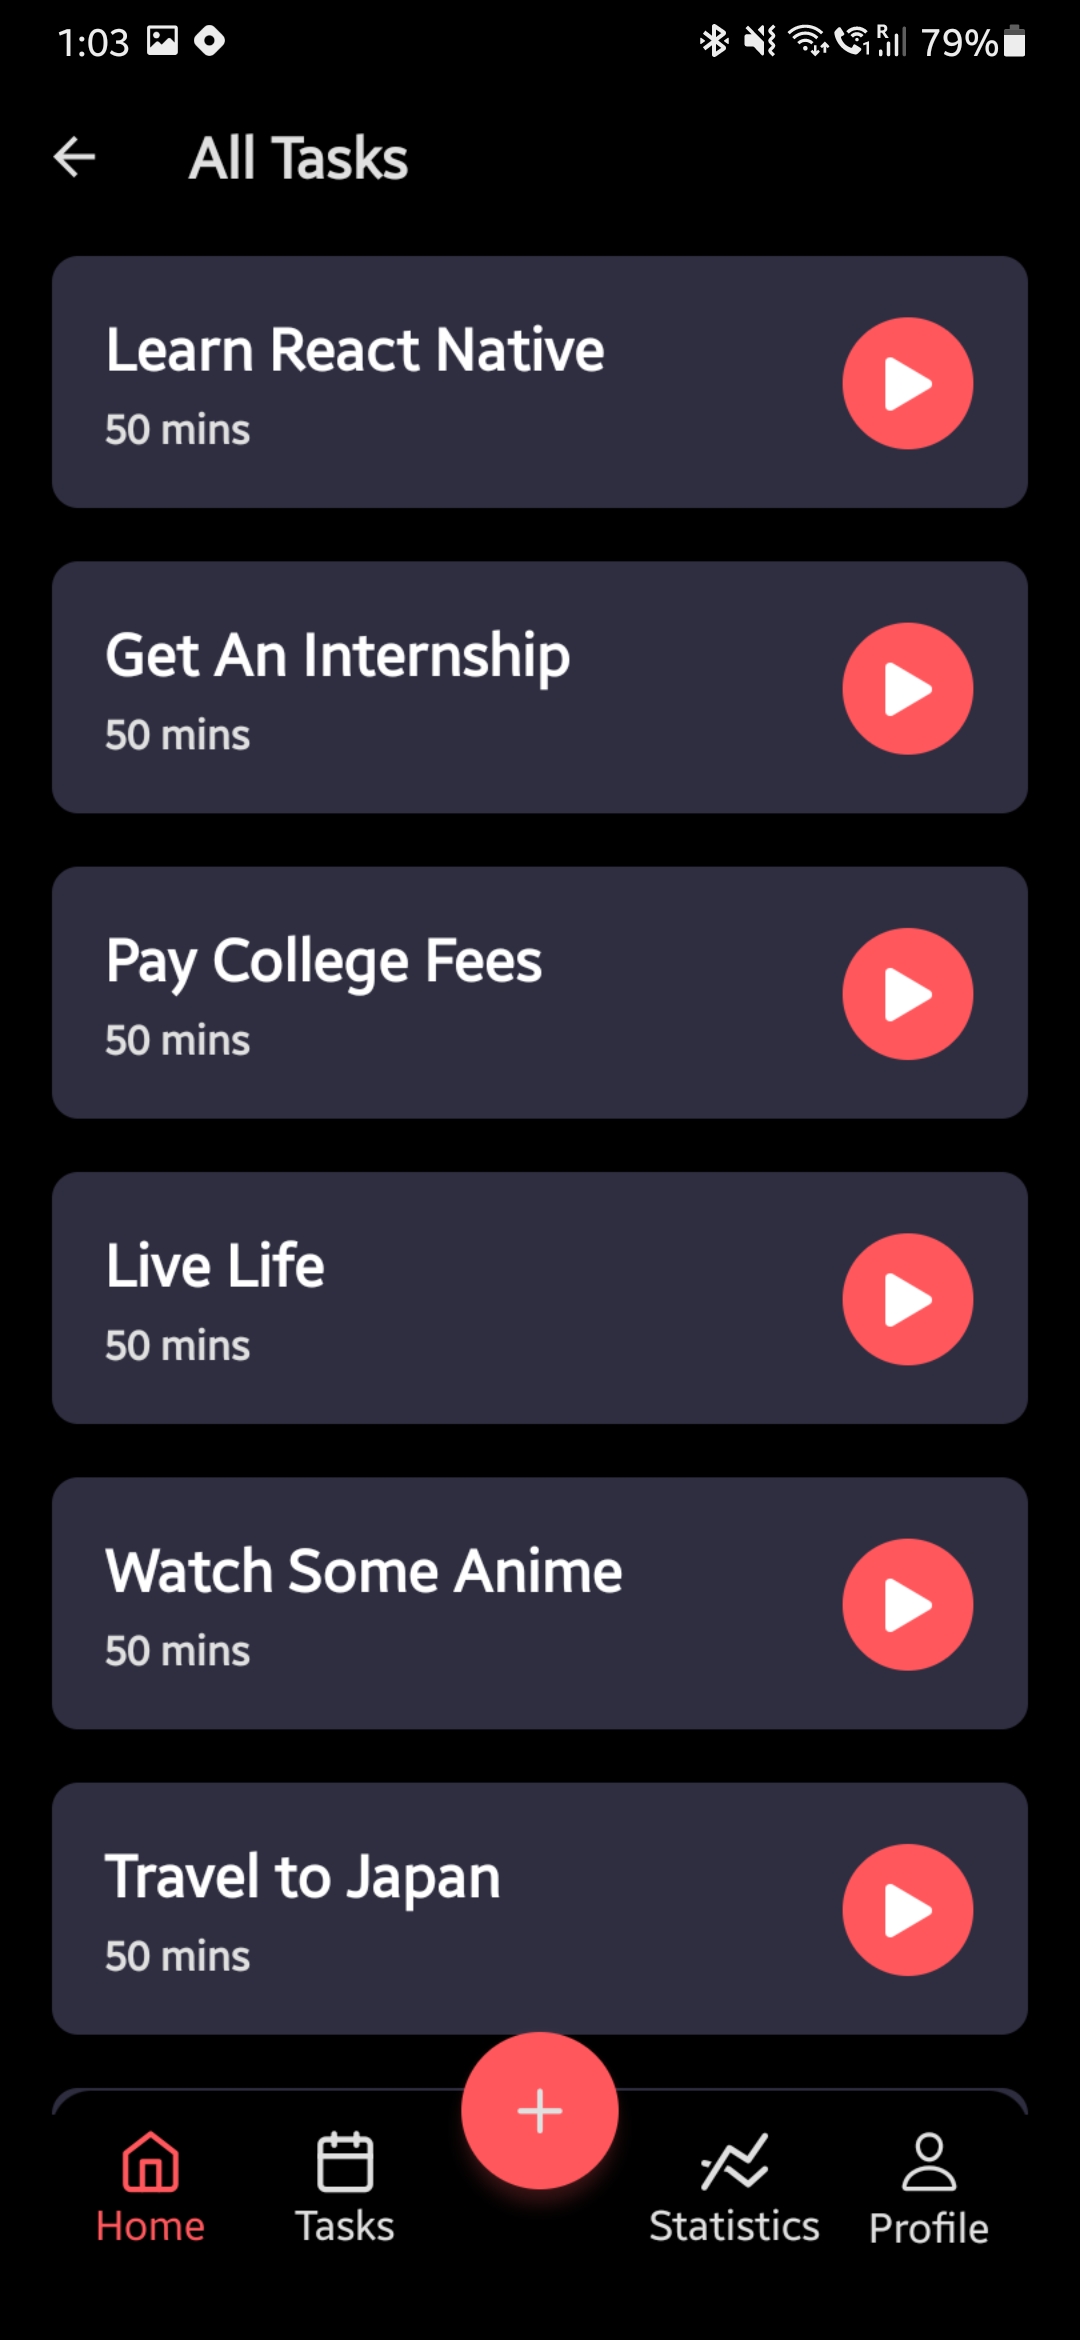 1:03 79%
All Tasks
Learn React Native
50 mins
Get An Internship
50 mins
Pay College Fees
50 mins
Live Life
50 mins
Watch Some Anime
50 mins
Travel to Japan
50 mins
Home Tasks Statistics Profile